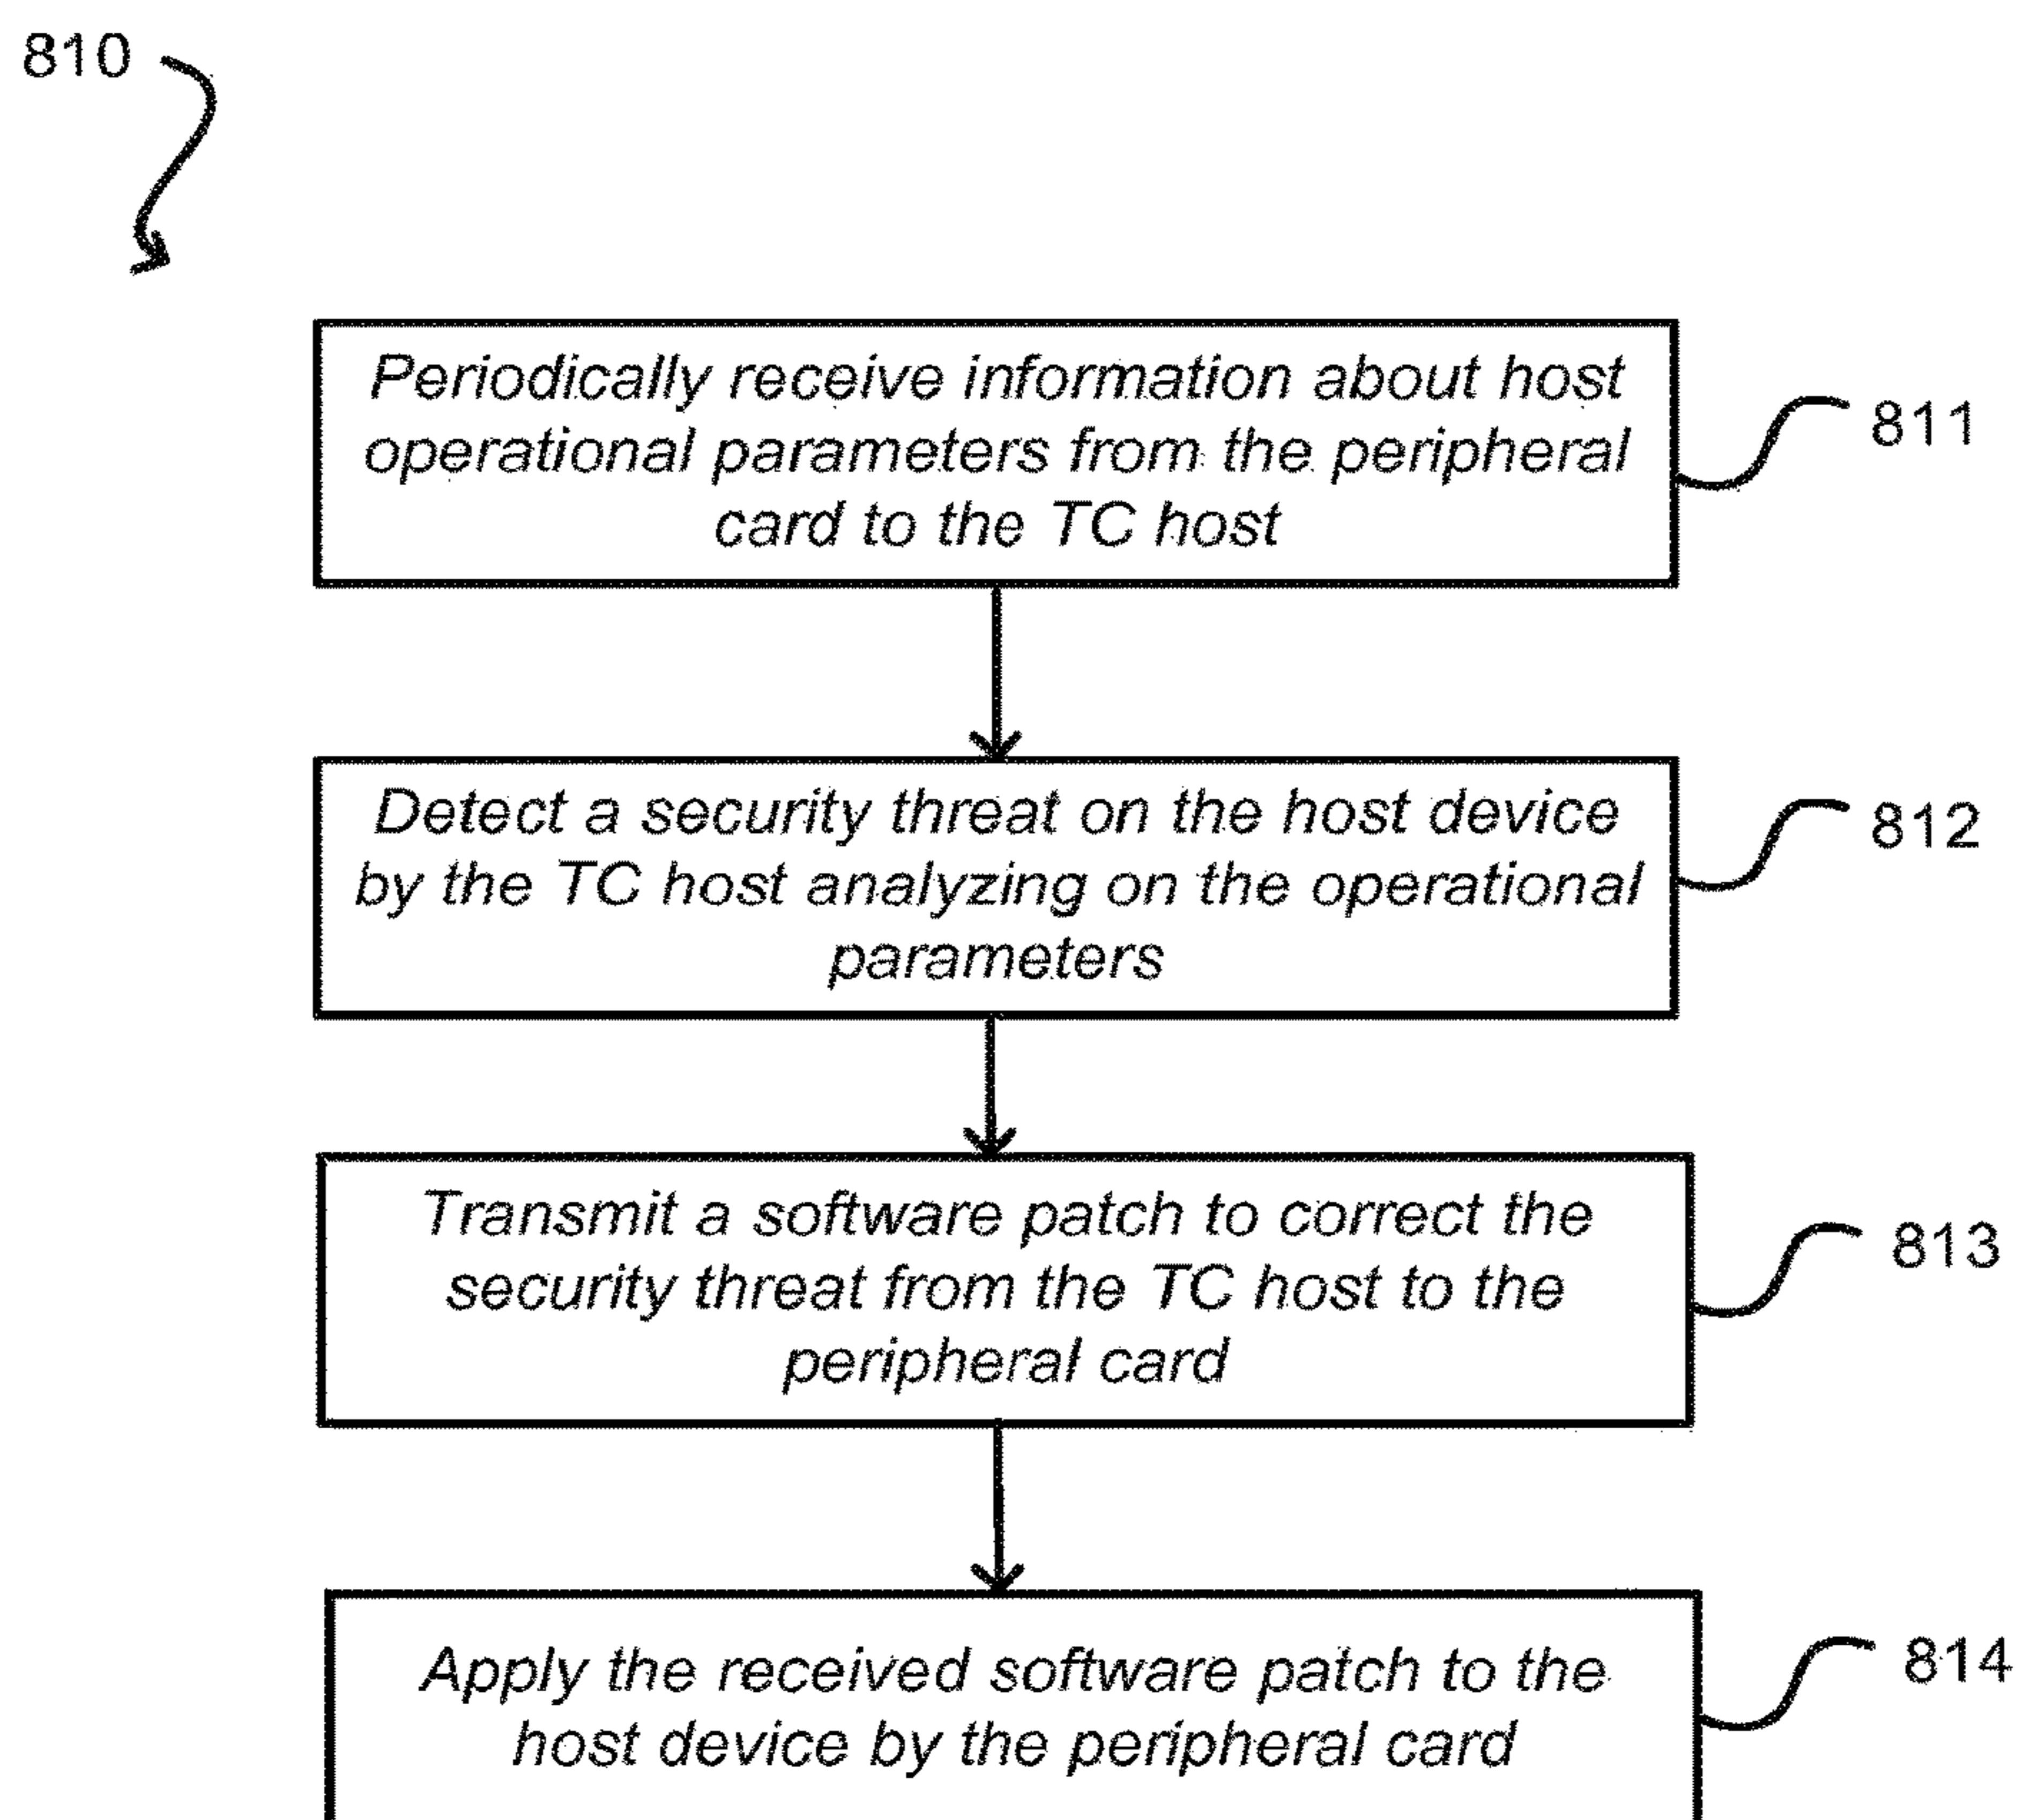 810
Periodically receive information about host
operational parameters from the peripheral
card to the TC host
811
Detect a security threat on the host device
by the TC host analyzing on the operational
parameters
812
Transmit a software patch to correct the
security threat from the TC host to the
peripheral card
813
Apply the received software patch to the
host device by the peripheral card
814